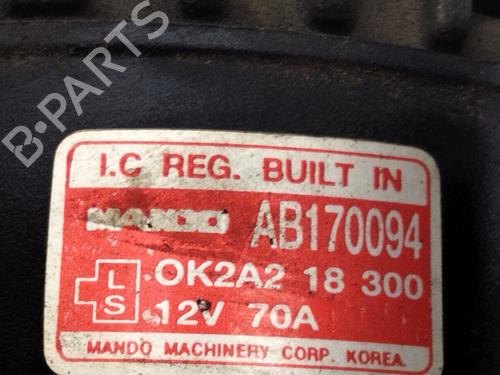 B-PARTS
I.C REG. BUILT IN
MANDO AB170094
OK2A2 18 300
LS
12V 70A
MANDO MACHINERY CORP. KOREA